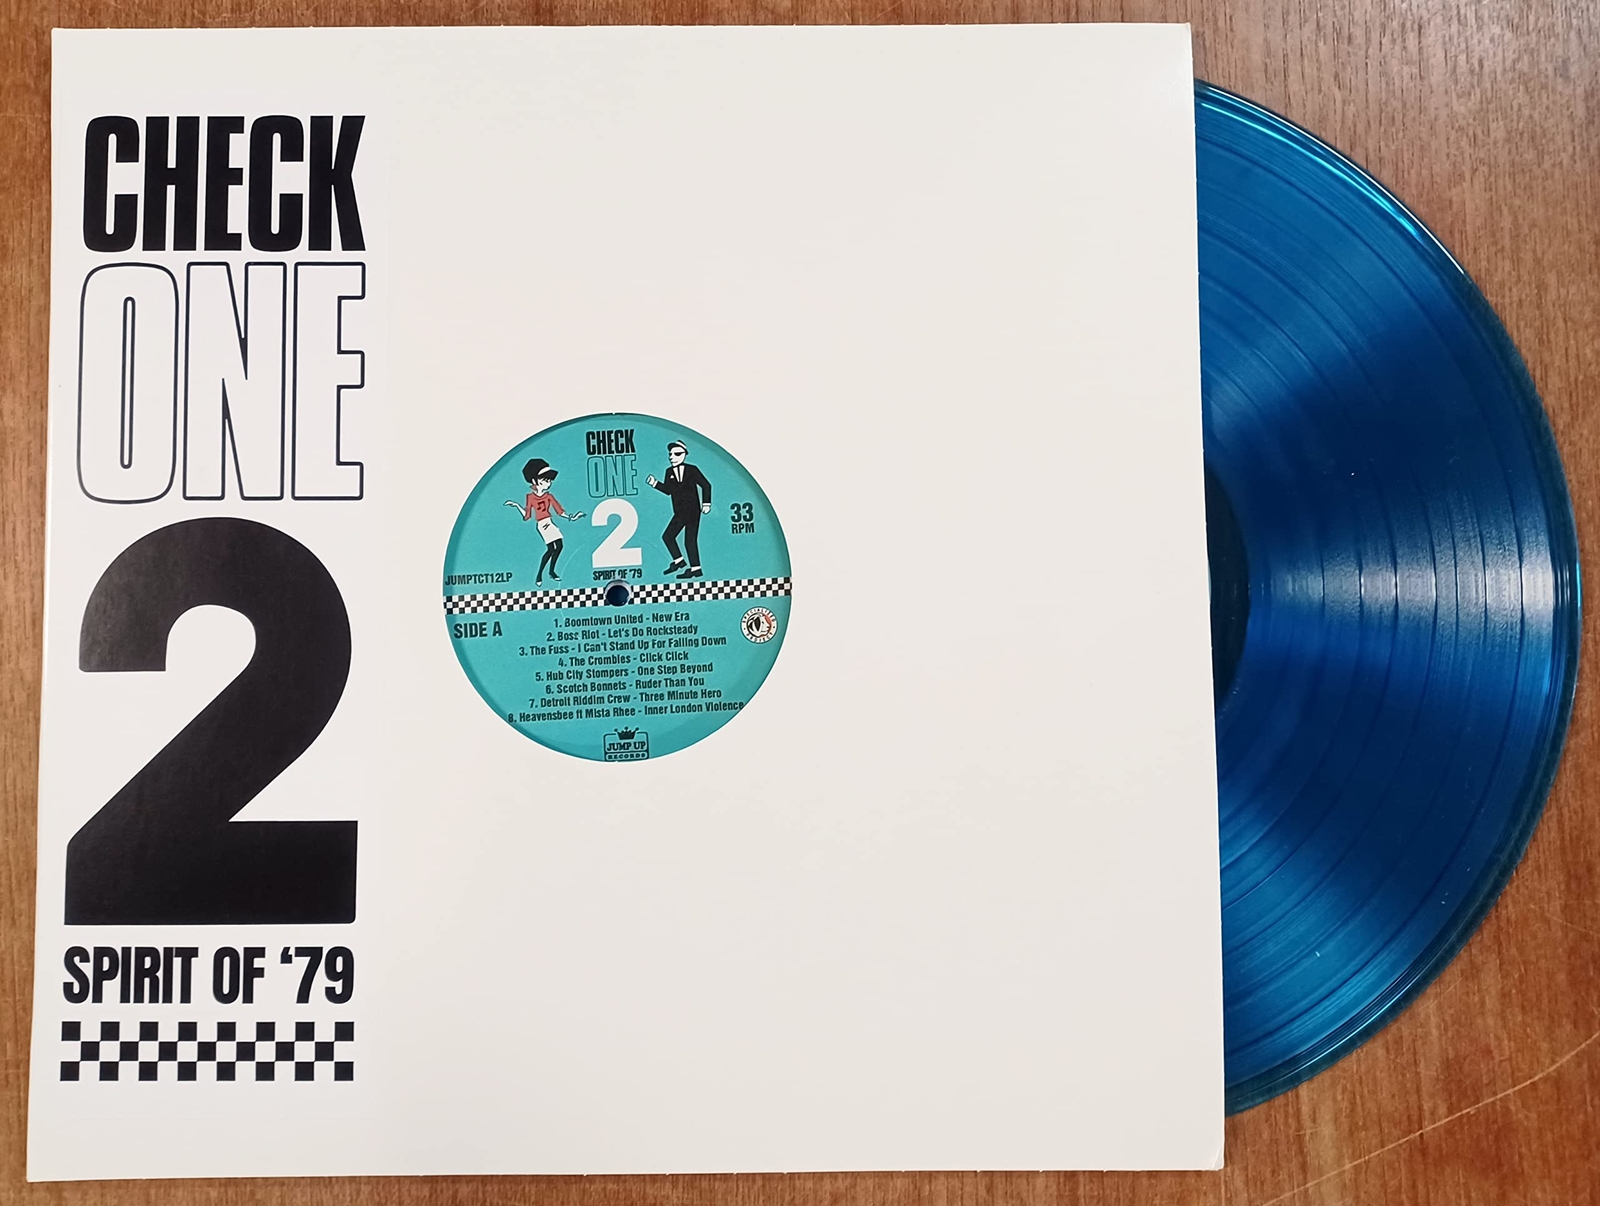 CHECK
ONE
2
SPIRIT OF ‘79
CHECK
ONE
2
SPIRIT OF '79
33
RPM
JUMPTCT12LP
SIDE A
1. Boomtown United - New Era
2. Boss Riot - Let's Do Rocksteady
3. The Fuss - I Can't Stand Up For Falling Down
4. The Crombies - Click Click
5. Hub City Stompers - One Step Beyond
6. Scotch Bonnets - Ruder Than You
7. Detroit Riddim Crew - Three Minute Hero
8. Heavensbee ft Mista Rhee - Inner London Violence
SPECIALIZED
PROJECT
JUMP UP
RECORDS